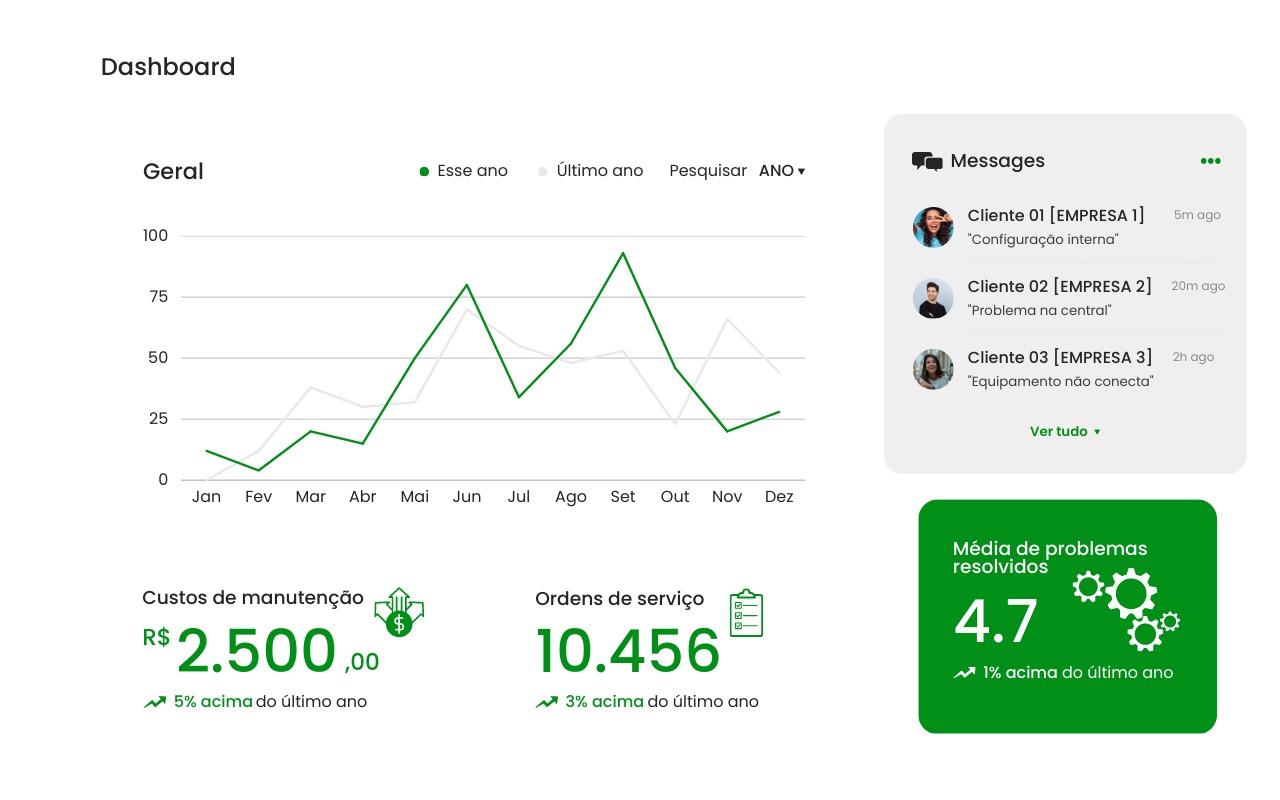 Dashboard
Geral
Esse ano
Último ano
Pesquisar ANO
100
75
50
25
0
Jan Fev Mar Abr Mai Jun Jul Ago Set Out Nov Dez
Custos de manutenção
R$ 2.500 ,00
5% acima do último ano
Ordens de serviço
10.456
3% acima do último ano
Messages
Cliente 01 [EMPRESA 1] 5m ago
"Configuração interna"
Cliente 02 [EMPRESA 2] 20m ago
"Problema na central"
Cliente 03 [EMPRESA 3] 2h ago
"Equipamento não conecta"
Ver tudo
Média de problemas
resolvidos
4.7
1% acima do último ano